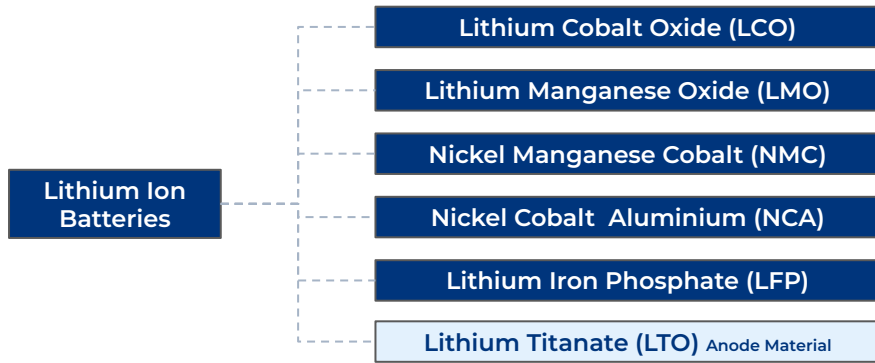 Lithium Cobalt Oxide (LCO)
Lithium Manganese Oxide (LMO)
Nickel Manganese Cobalt (NMC)
Lithium Ion
Batteries
Nickel Cobalt Aluminium (NCA)
Lithium Iron Phosphate (LFP)
Lithium Titanate (LTO) Anode Material